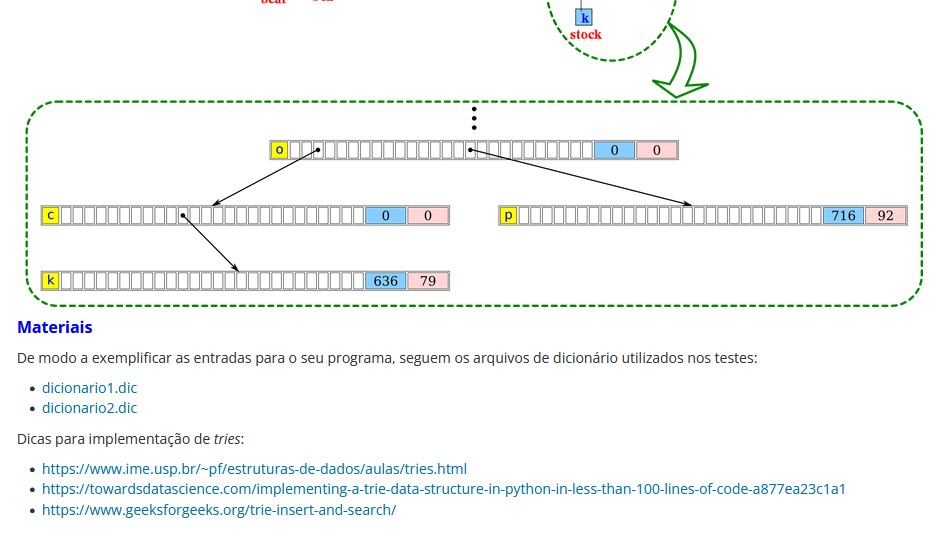 k
stock
o 0 0
c 0 0 p 716 92
k 636 79
Materiais
De modo a exemplificar as entradas para o seu programa, seguem os arquivos de dicionário utilizados nos testes:
• dicionario1.dic
• dicionario2.dic
Dicas para implementação de tries:
• https://www.ime.usp.br/~pf/estruturas-de-dados/aulas/tries.html
• https://towardsdatascience.com/implementing-a-trie-data-structure-in-python-in-less-than-100-lines-of-code-a877ea23c1a1
• https://www.geeksforgeeks.org/trie-insert-and-search/